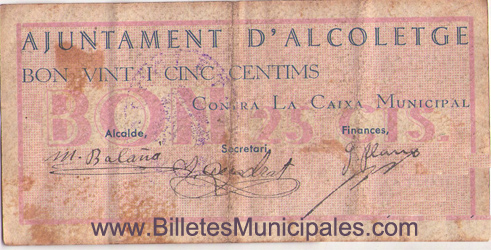 AJUNTAMENT D'ALCOLETGE
BON VINT I CINC CENTIMS
BON 25 CTS.
CONTRA LA CAIXA MUNICIPAL
Alcalde, Secretari, Finances,
M. Balaña
www.BilletesMunicipales.com